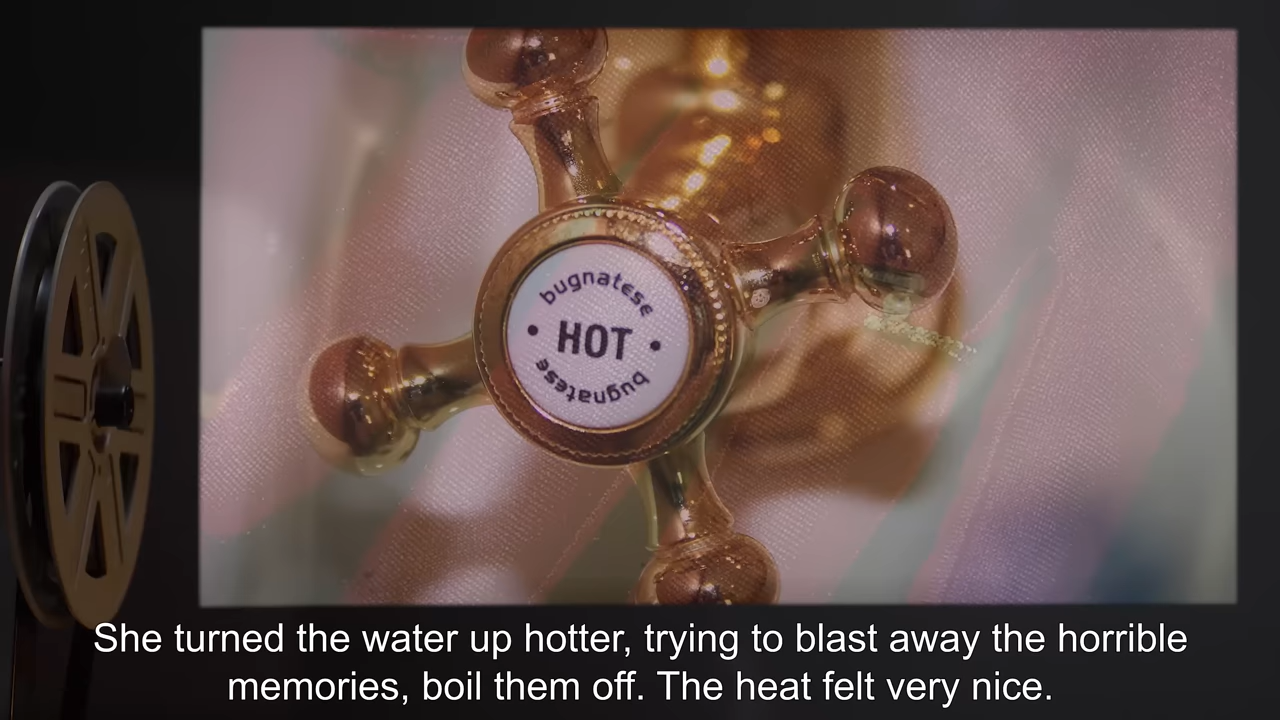 bugnatese
HOT
bugnatese
She turned the water up hotter, trying to blast away the horrible
memories, boil them off. The heat felt very nice.